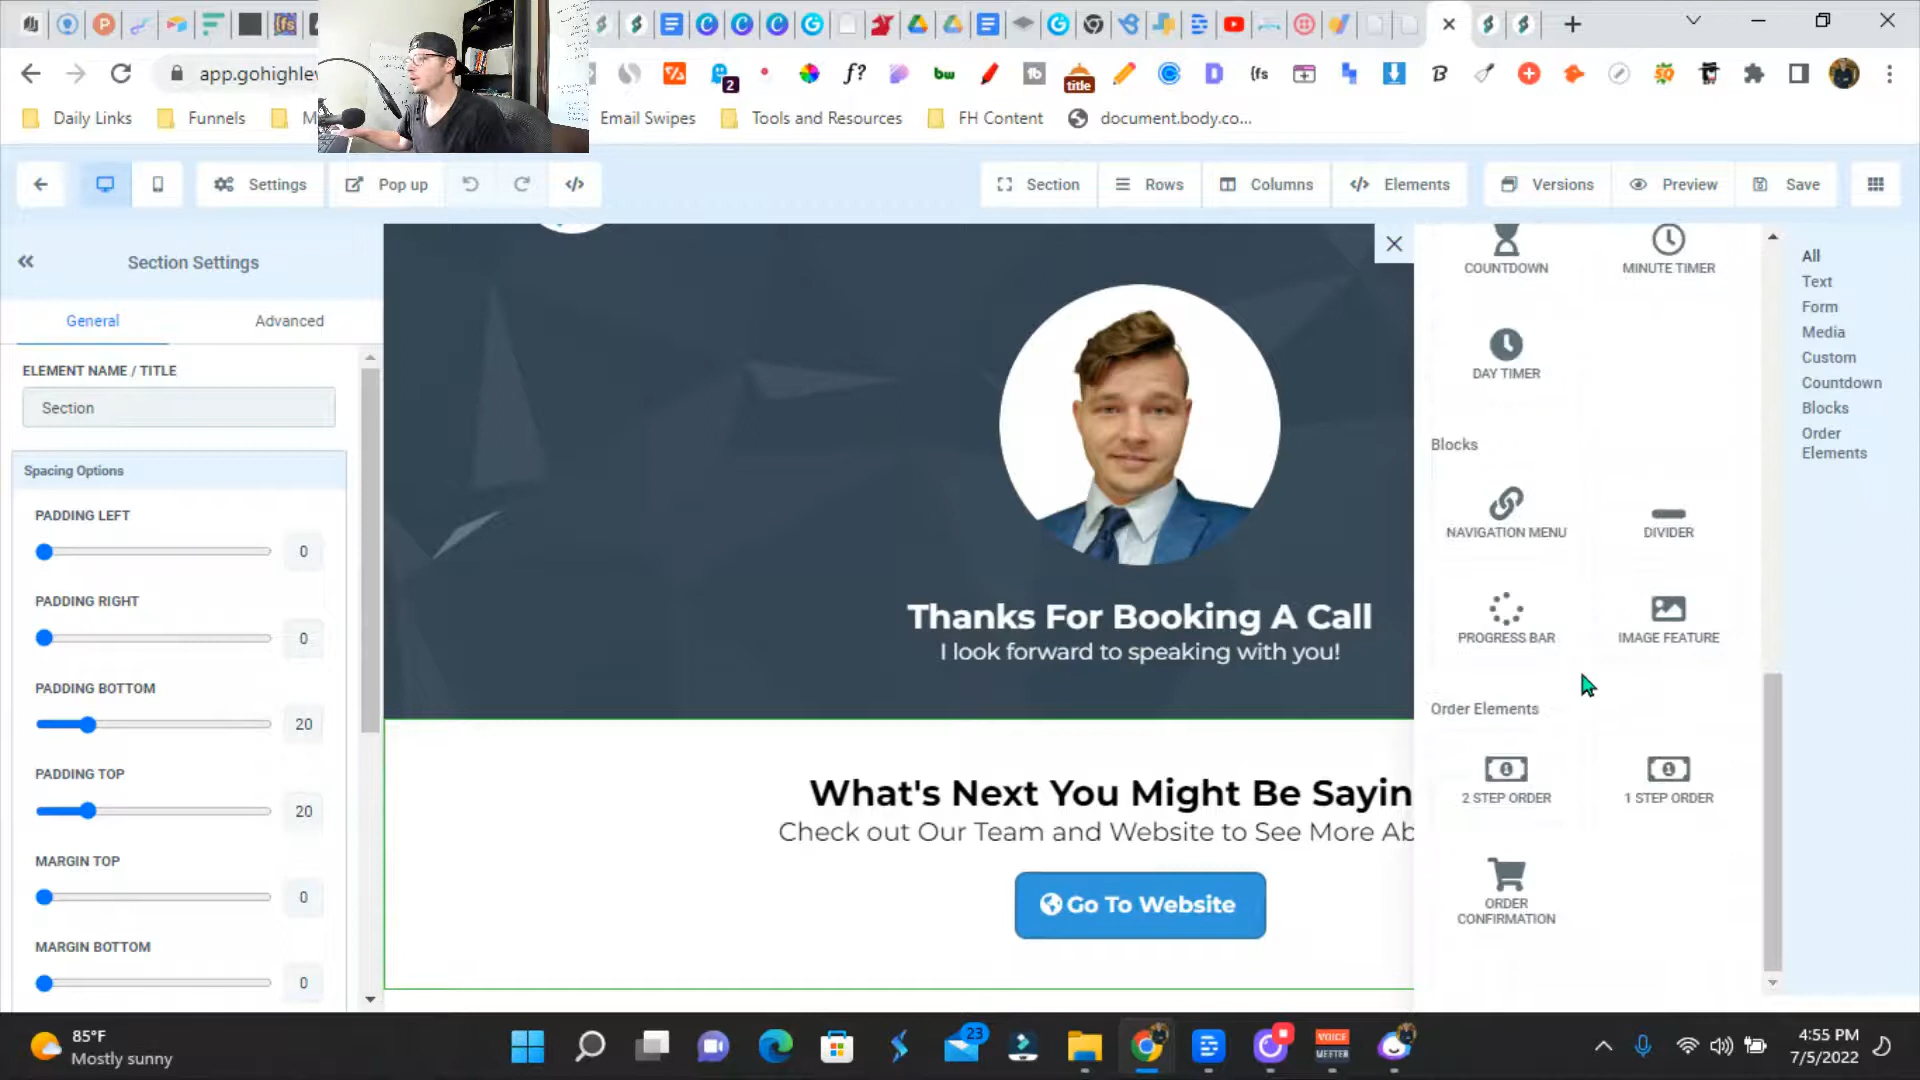 app.gohighlev
2
title
Daily Links
Funnels
M
Email Swipes
Tools and Resources
FH Content
document.body.co...
Settings
Pop up
Section
Rows
Columns
Elements
Versions
Preview
Save
Section Settings
General
Advanced
ELEMENT NAME / TITLE
Section
Spacing Options
PADDING LEFT
0
PADDING RIGHT
0
PADDING BOTTOM
20
PADDING TOP
20
MARGIN TOP
0
MARGIN BOTTOM
0
Thanks For Booking A Call
I look forward to speaking with you!
What's Next You Might Be Sayin
Check out Our Team and Website to See More Ab
Go To Website
COUNTDOWN
MINUTE TIMER
DAY TIMER
Blocks
NAVIGATION MENU
DIVIDER
PROGRESS BAR
IMAGE FEATURE
Order Elements
2 STEP ORDER
1 STEP ORDER
ORDER
CONFIRMATION
All
Text
Form
Media
Custom
Countdown
Blocks
Order
Elements
85°F
Mostly sunny
23
VOICE
MEETER
4:55 PM
7/5/2022